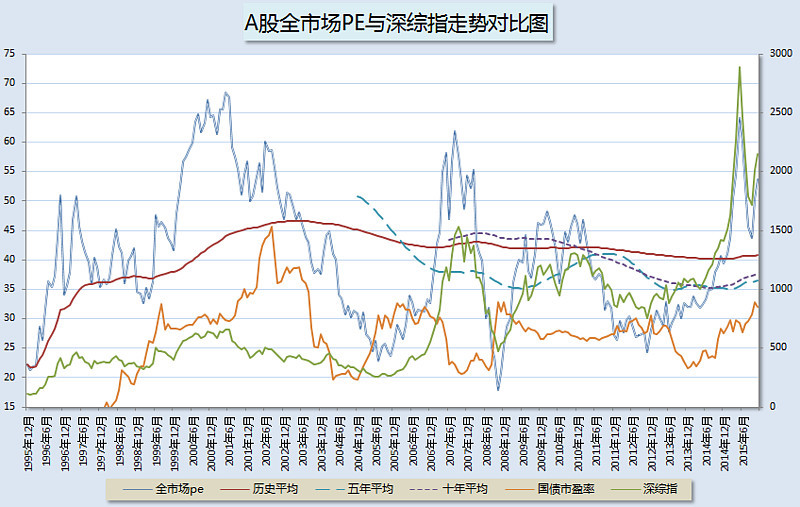 A股全市场PE与深综指走势对比图
75
70
65
60
55
50
45
40
35
30
25
20
15
3000
2500
2000
1500
1000
500
0
1995年12月
1996年6月
1996年12月
1997年6月
1997年12月
1998年6月
1998年12月
1999年6月
1999年12月
2000年6月
2000年12月
2001年6月
2001年12月
2002年6月
2002年12月
2003年6月
2003年12月
2004年6月
2004年12月
2005年6月
2005年12月
2006年6月
2006年12月
2007年6月
2007年12月
2008年6月
2008年12月
2009年6月
2009年12月
2010年6月
2010年12月
2011年6月
2011年12月
2012年6月
2012年12月
2013年6月
2013年12月
2014年6月
2014年12月
2015年6月
全市场pe 历史平均 五年平均 十年平均 国债市盈率 深综指